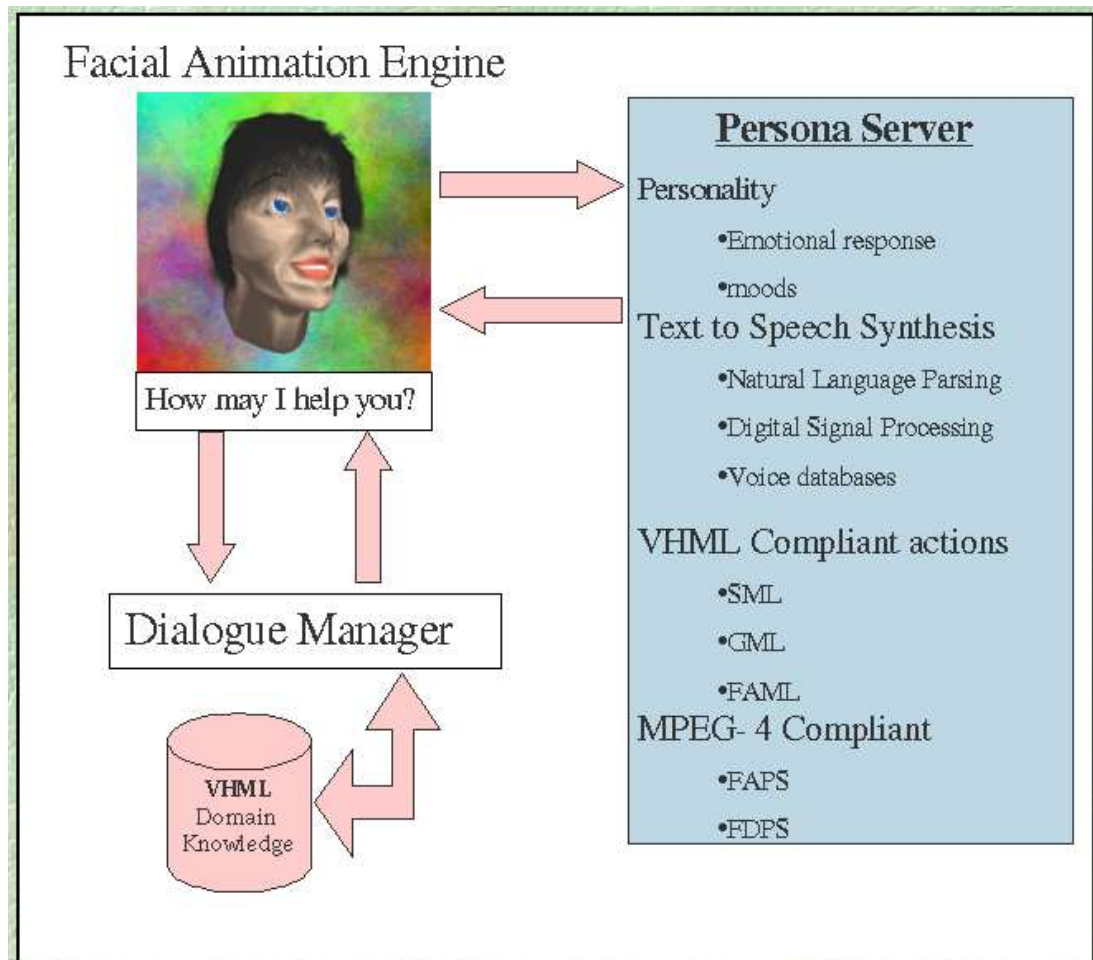 Facial Animation Engine
How may I help you?
Dialogue Manager
VHML
Domain
Knowledge
Persona Server
Personality
•Emotional response
•moods
Text to Speech Synthesis
•Natural Language Parsing
•Digital Signal Processing
•Voice databases
VHML Compliant actions
•SML
•GML
•FAML
MPEG- 4 Compliant
•FAPS
•FDPS